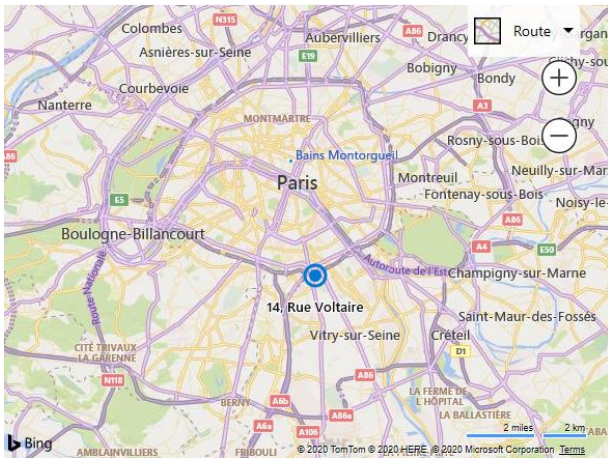 N315
Colombes
Aubervilliers
A86
Drancy
Route
Asnières-sur-Seine
E19
Bobigny
Bondy
Courbevoie
Nanterre
A3
MONTMARTRE
A86
Bains Montorgueil
Rosny-sous-Bois
Paris
Montreuil
Neuilly-sur-Mar
Fontenay-sous-Bois
E5
Noisy-le-
A86
Boulogne-Billancourt
A4
E50
Autoroute de l'Est
Champigny-sur-Marne
Route Nationale
14, Rue Voltaire
Saint-Maur-des-Fossés
Vitry-sur-Seine
Créteil
CITÉ TRIVAUX
LA GARENNE
D1
A86
N118
LA FERME DE
L'HÔPITAL
BERNY
A6b
A86a
LA BALLASTIÈRE
A6a
A106
2 miles
2 km
Bing
AMBLAINVILLIERS
FRIBOULI
© 2020 TomTom © 2020 HERE, © 2020 Microsoft Corporation Terms